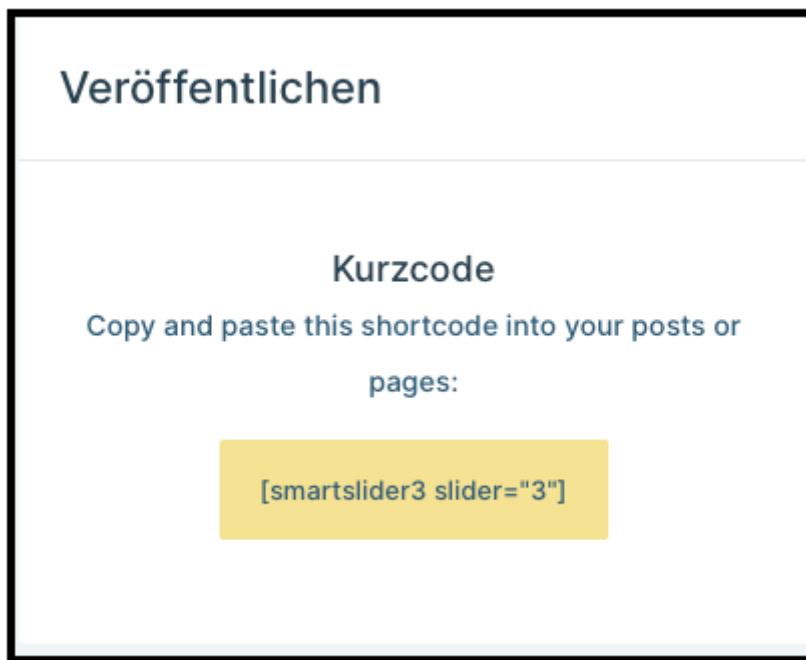 Veröffentlichen
Kurzcode
Copy and paste this shortcode into your posts or
pages:
[smartslider3 slider="3"]